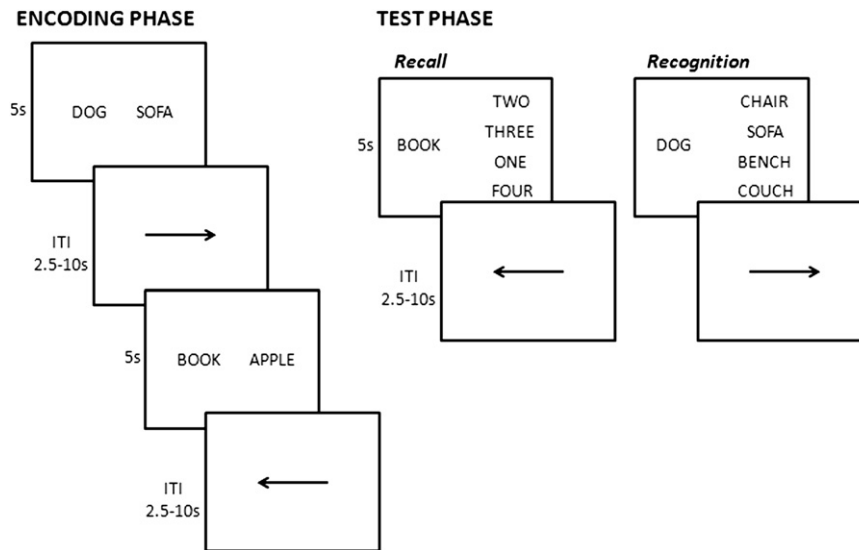 ENCODING PHASE
5s
DOG SOFA
ITI
2.5-10s
5s
BOOK APPLE
ITI
2.5-10s
TEST PHASE
Recall
5s
BOOK
TWO
THREE
ONE
FOUR
ITI
2.5-10s
Recognition
DOG
CHAIR
SOFA
BENCH
COUCH